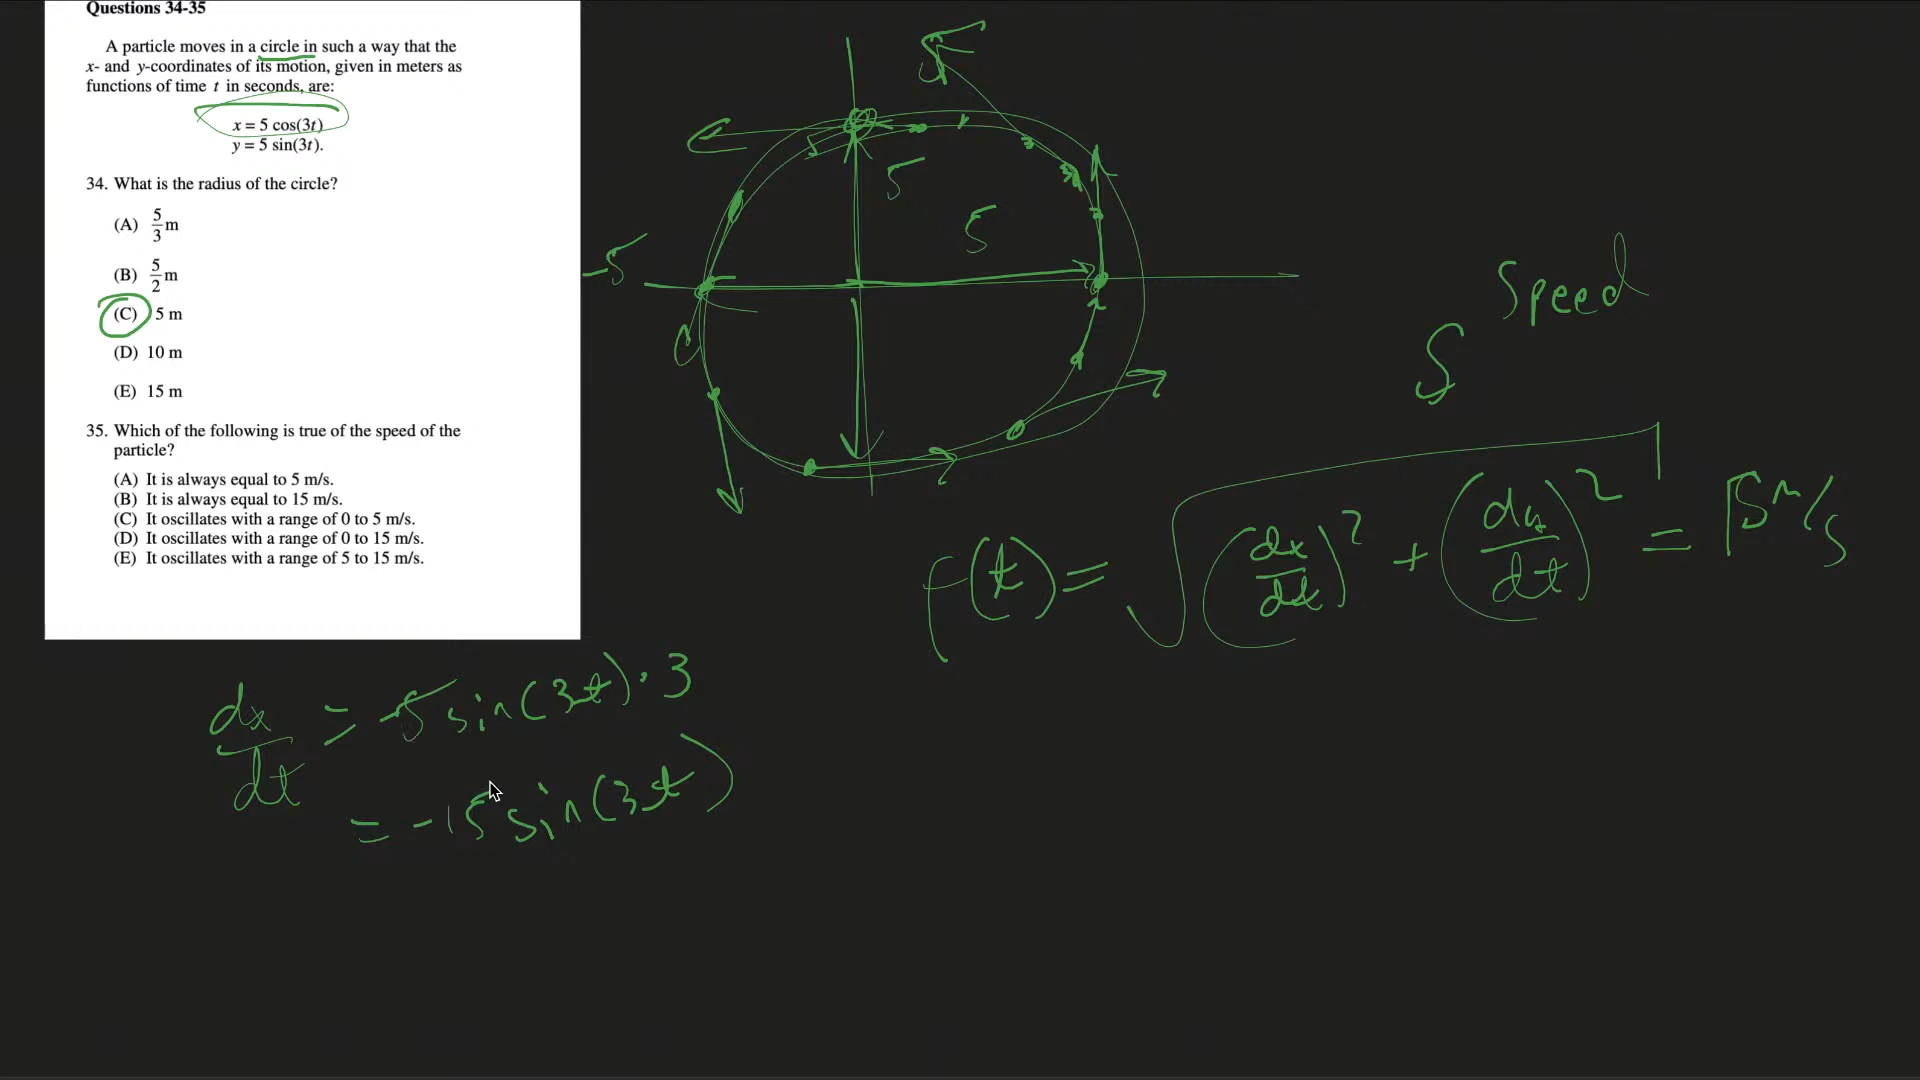 Questions 34-35
A particle moves in a circle in such a way that the
x- and y-coordinates of its motion, given in meters as
functions of time t in seconds, are:
x = 5 cos(3t)
y = 5 sin(3t).
34. What is the radius of the circle?
(A) 5/3 m
(B) 5/2 m
(C) 5 m
(D) 10 m
(E) 15 m
35. Which of the following is true of the speed of the
particle?
(A) It is always equal to 5 m/s.
(B) It is always equal to 15 m/s.
(C) It oscillates with a range of 0 to 5 m/s.
(D) It oscillates with a range of 0 to 15 m/s.
(E) It oscillates with a range of 5 to 15 m/s.
5
5
-5
Speed
f(t) = √((dx/dt)² + (dy/dt)²) = 15 m/s
dx/dt = -5 sin(3t) · 3
= -15 sin(3t)